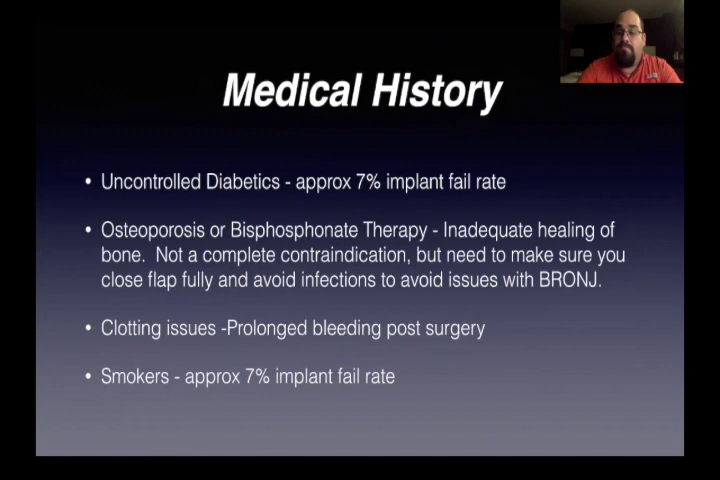 Medical History
• Uncontrolled Diabetics - approx 7% implant fail rate
• Osteoporosis or Bisphosphonate Therapy - Inadequate healing of
bone. Not a complete contraindication, but need to make sure you
close flap fully and avoid infections to avoid issues with BRONJ.
• Clotting issues -Prolonged bleeding post surgery
• Smokers - approx 7% implant fail rate